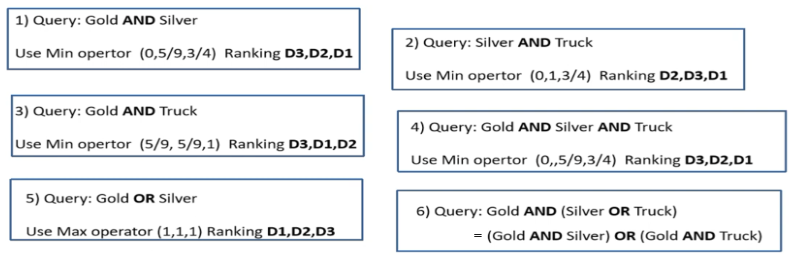 1) Query: Gold AND Silver
Use Min opertor (0,5/9,3/4) Ranking D3,D2,D1
2) Query: Silver AND Truck
Use Min opertor (0,1,3/4) Ranking D2,D3,D1
3) Query: Gold AND Truck
Use Min opertor (5/9, 5/9,1) Ranking D3,D1,D2
4) Query: Gold AND Silver AND Truck
Use Min opertor (0,,5/9,3/4) Ranking D3,D2,D1
5) Query: Gold OR Silver
Use Max operator (1,1,1) Ranking D1,D2,D3
6) Query: Gold AND (Silver OR Truck)
= (Gold AND Silver) OR (Gold AND Truck)